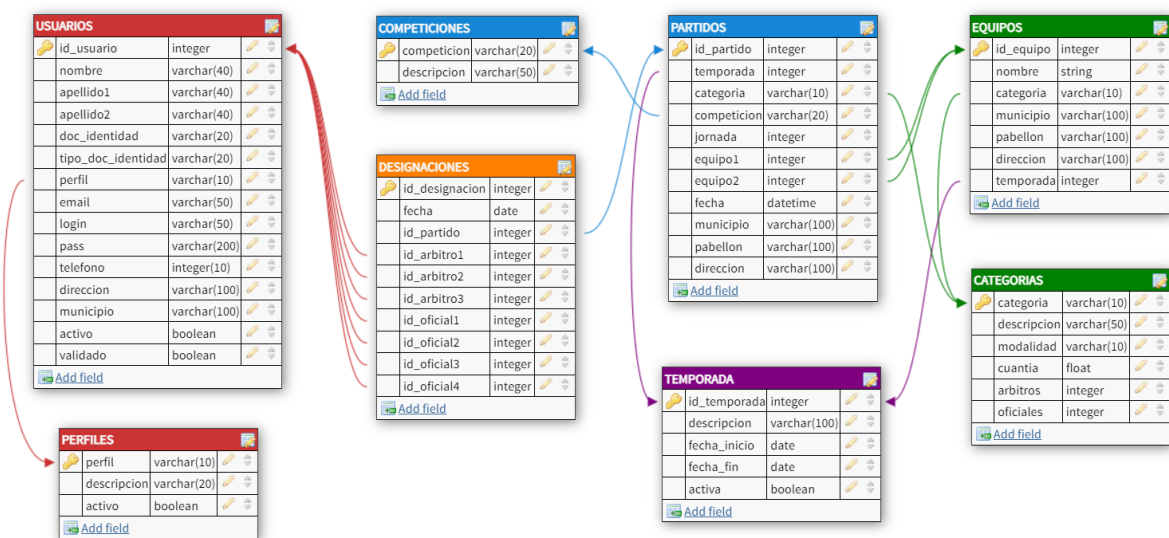 USUARIOS
id_usuario integer
nombre varchar(40)
apellido1 varchar(40)
apellido2 varchar(40)
doc_identidad varchar(20)
tipo_doc_identidad varchar(20)
perfil varchar(10)
email varchar(50)
login varchar(50)
pass varchar(200)
telefono integer(10)
direccion varchar(100)
municipio varchar(100)
activo boolean
validado boolean
Add field
PERFILES
perfil varchar(10)
descripcion varchar(20)
activo boolean
Add field
COMPETICIONES
competicion varchar(20)
descripcion varchar(50)
Add field
DESIGNACIONES
id_designacion integer
fecha date
id_partido integer
id_arbitro1 integer
id_arbitro2 integer
id_arbitro3 integer
id_oficial1 integer
id_oficial2 integer
id_oficial3 integer
id_oficial4 integer
Add field
PARTIDOS
id_partido integer
temporada integer
categoria varchar(10)
competicion varchar(20)
jornada integer
equipo1 integer
equipo2 integer
fecha datetime
municipio varchar(100)
pabellon varchar(100)
direccion varchar(100)
Add field
TEMPORADA
id_temporada integer
descripcion varchar(100)
fecha_inicio date
fecha_fin date
activa boolean
Add field
EQUIPOS
id_equipo integer
nombre string
categoria varchar(10)
municipio varchar(100)
pabellon varchar(100)
direccion varchar(100)
temporada integer
Add field
CATEGORIAS
categoria varchar(10)
descripcion varchar(50)
modalidad varchar(10)
cuantia float
arbitros integer
oficiales integer
Add field